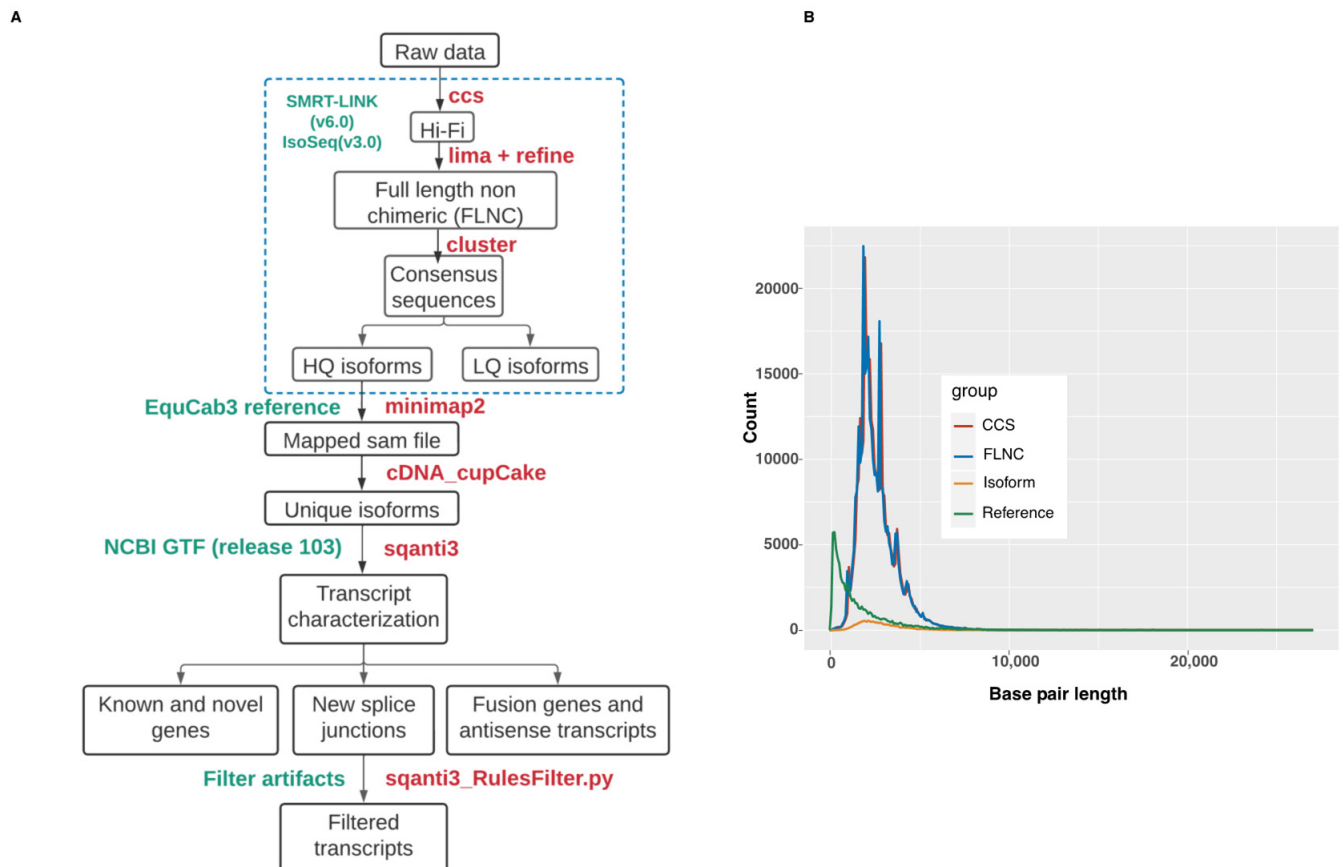 A
Raw data
SMRT-LINK
(v6.0)
IsoSeq(v3.0)
ccs
Hi-Fi
lima + refine
Full length non
chimeric (FLNC)
cluster
Consensus
sequences
HQ isoforms
LQ isoforms
EquCab3 reference
minimap2
Mapped sam file
cDNA_cupCake
Unique isoforms
NCBI GTF (release 103)
sqanti3
Transcript
characterization
Known and novel
genes
New splice
junctions
Fusion genes and
antisense transcripts
Filter artifacts
sqanti3_RulesFilter.py
Filtered
transcripts
B
Count
20000
15000
10000
5000
0
group
CCS
FLNC
Isoform
Reference
0
10,000
20,000
Base pair length